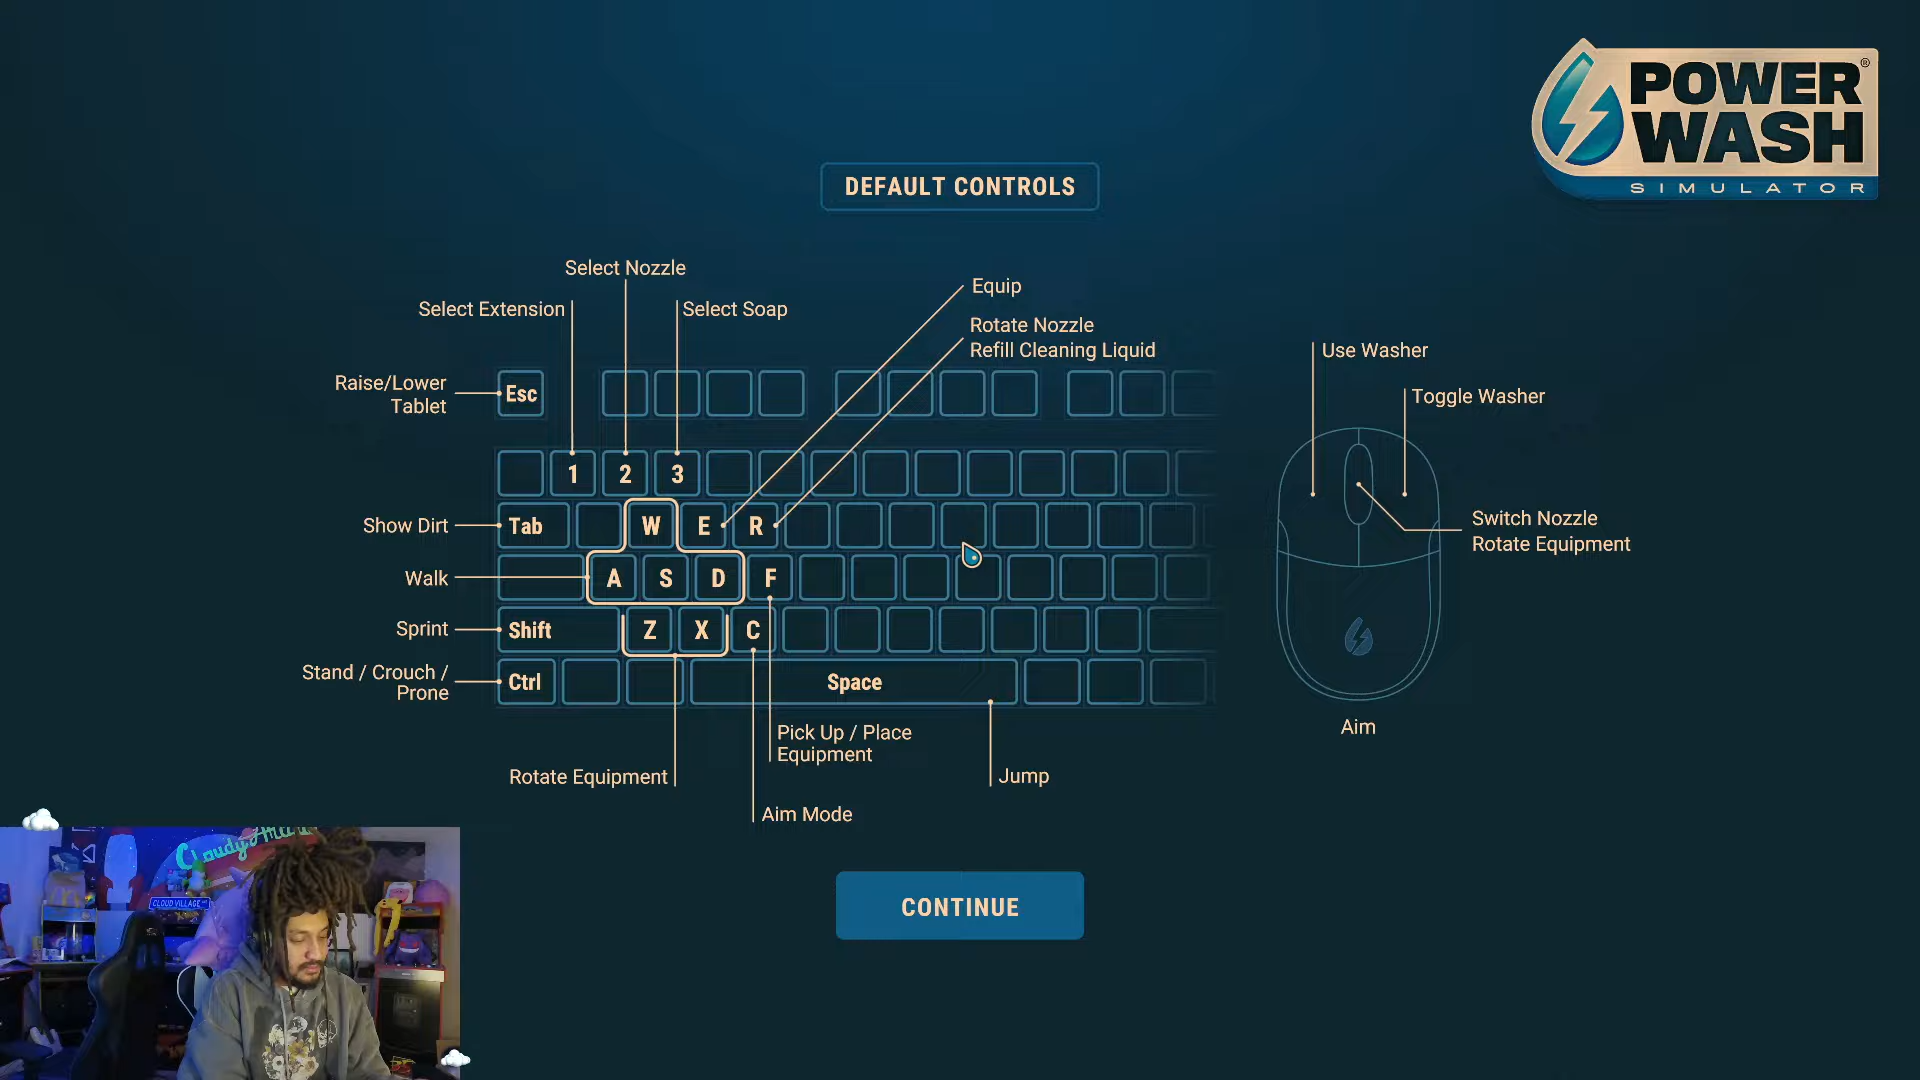 POWER®
WASH
SIMULATOR
DEFAULT CONTROLS
Select Nozzle
Select Extension
Select Soap
Equip
Rotate Nozzle
Refill Cleaning Liquid
Use Washer
Toggle Washer
Raise/Lower
Tablet
Esc
1 2 3
Show Dirt
Tab W E R
Switch Nozzle
Rotate Equipment
Walk
A S D F
Sprint
Shift Z X C
Stand / Crouch /
Prone
Ctrl Space
Aim
Pick Up / Place
Equipment
Rotate Equipment
Jump
Aim Mode
CONTINUE
CLOUD VILLAGE